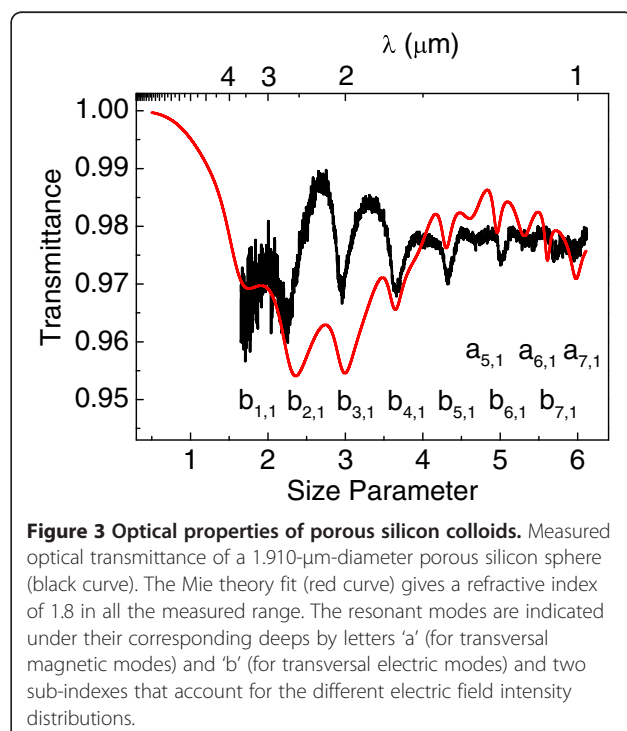 λ (μm)
4 3 2 1
1.00
0.99
0.98
0.97
0.96
0.95
Transmittance
a5,1 a6,1 a7,1
b1,1 b2,1 b3,1 b4,1 b5,1 b6,1 b7,1
1 2 3 4 5 6
Size Parameter
Figure 3 Optical properties of porous silicon colloids. Measured
optical transmittance of a 1.910-μm-diameter porous silicon sphere
(black curve). The Mie theory fit (red curve) gives a refractive index
of 1.8 in all the measured range. The resonant modes are indicated
under their corresponding deeps by letters ‘a’ (for transversal
magnetic modes) and ‘b’ (for transversal electric modes) and two
sub-indexes that account for the different electric field intensity
distributions.